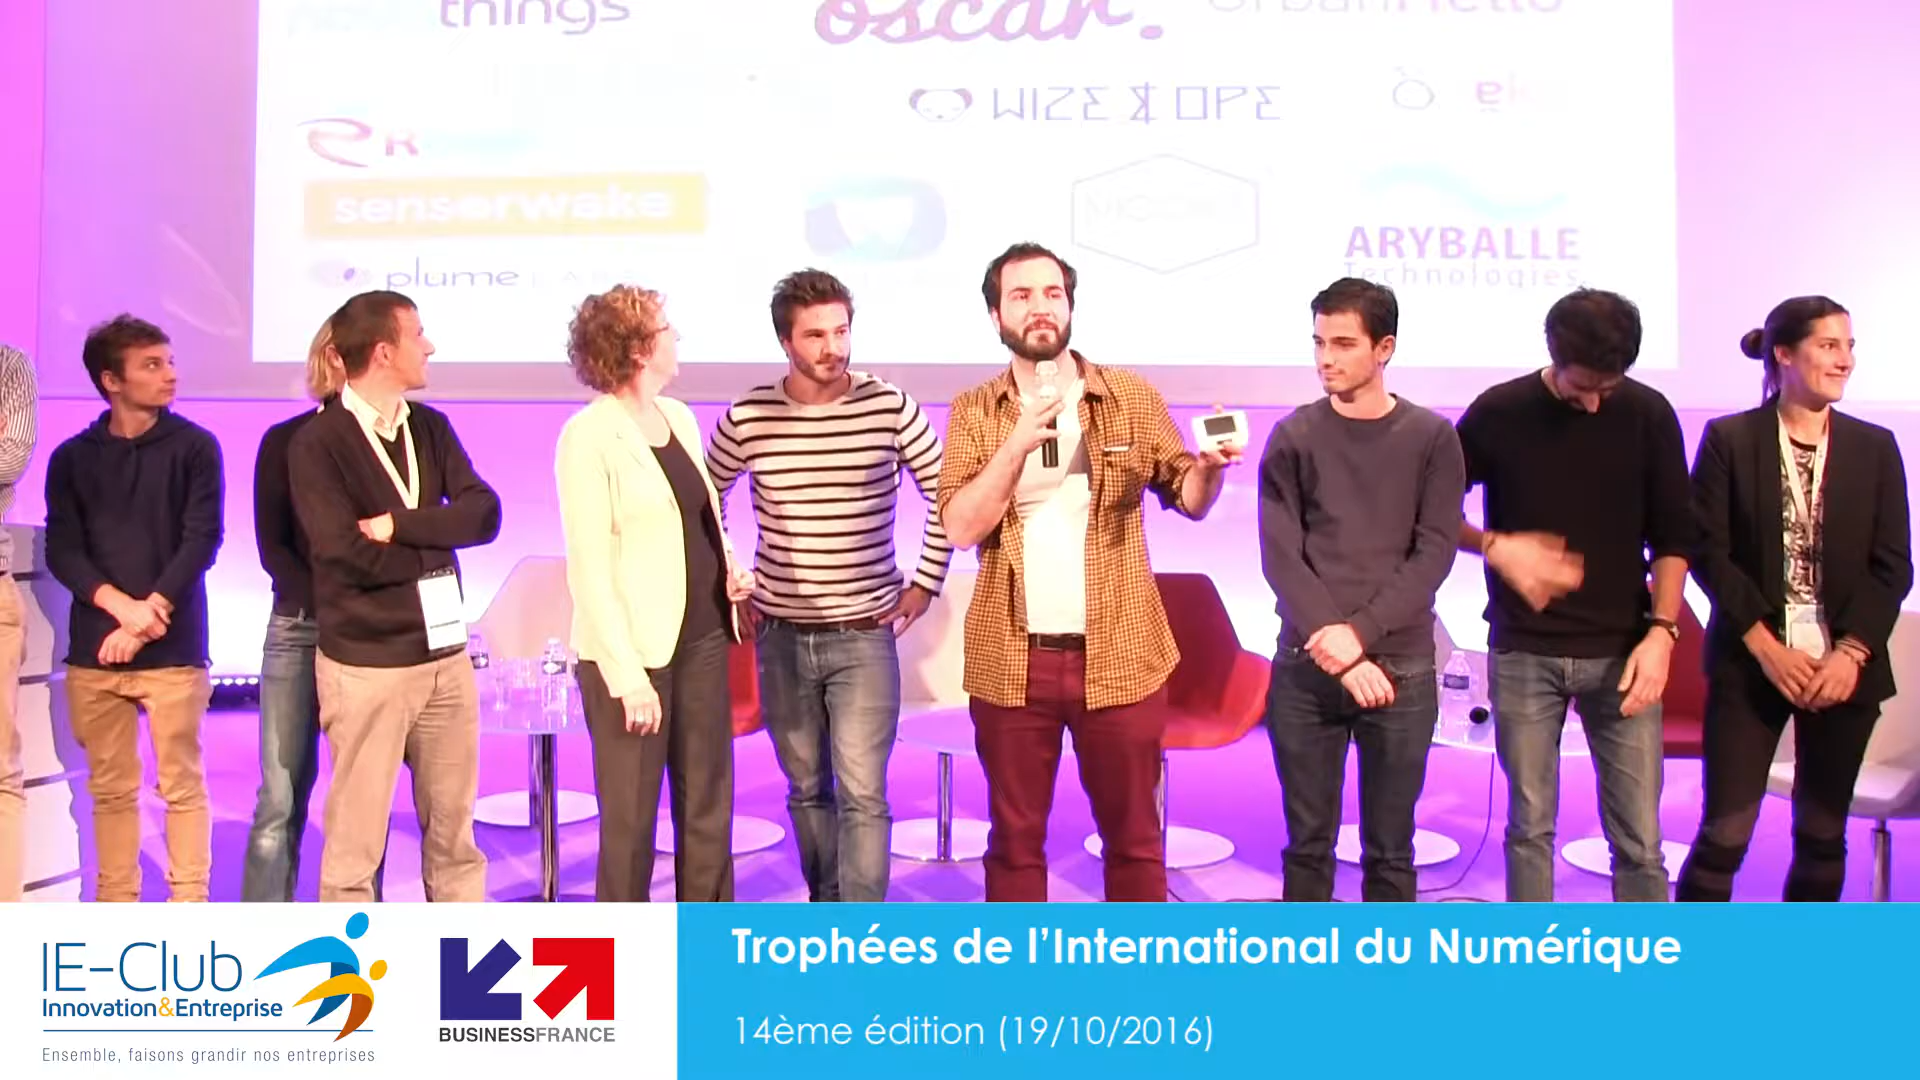 things
oscar.
WIZE & OPE
sensorwake
plume
ARYBALLE
Technologies
IE-Club
Innovation&Entreprise
Ensemble, faisons grandir nos entreprises
BUSINESSFRANCE
Trophées de l'International du Numérique
14ème édition (19/10/2016)